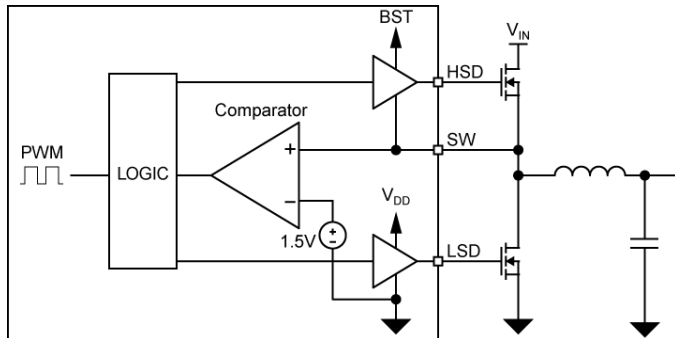 BST
V_IN
HSD
Comparator
+
SW
PWM
LOGIC
−
V_DD
1.5V
+
−
LSD